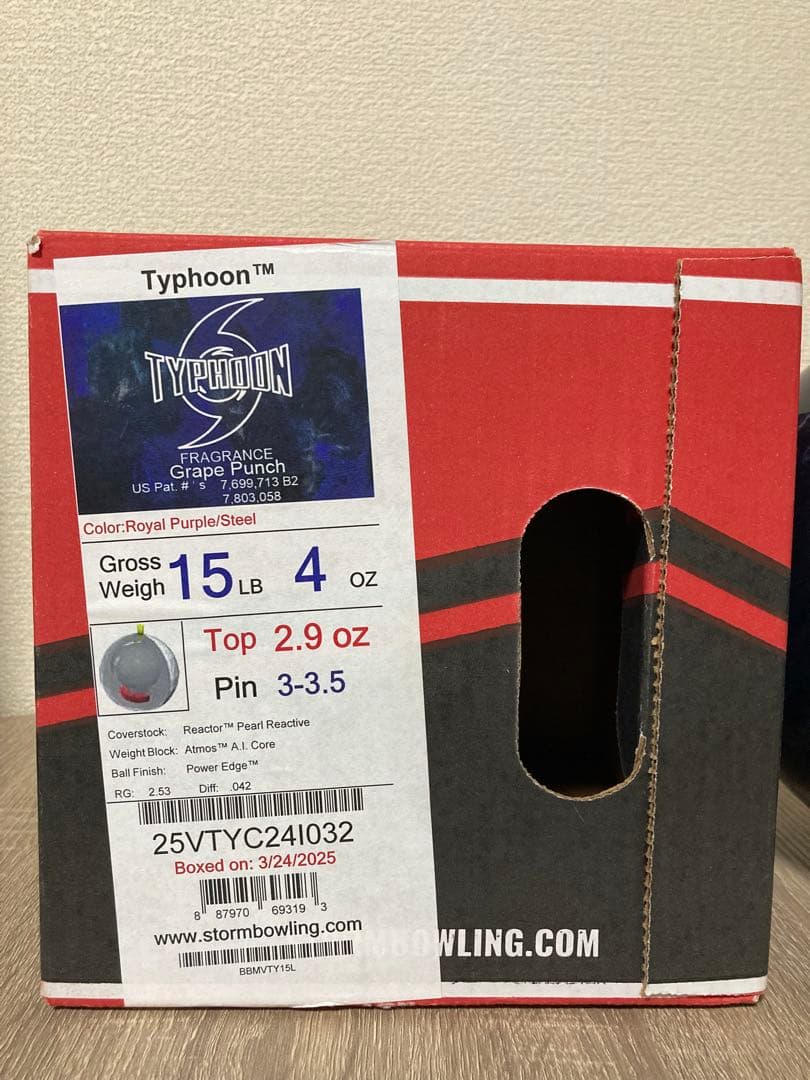 Typhoon™
TYPHOON
FRAGRANCE
Grape Punch
US Pat. #'s 7,699,713 B2
7,803,058
Color:Royal Purple/Steel
Gross
Weigh 15 LB 4 OZ
Top 2.9 oz
Pin 3-3.5
Coverstock: Reactor™ Pearl Reactive
Weight Block: Atmos™ A.I. Core
Ball Finish: Power Edge™
RG: 2.53 Diff: .042
25VTYC24I032
Boxed on: 3/24/2025
8 87970 69319 3
www.stormbowling.com
BBMVTY15L
OWLING.COM